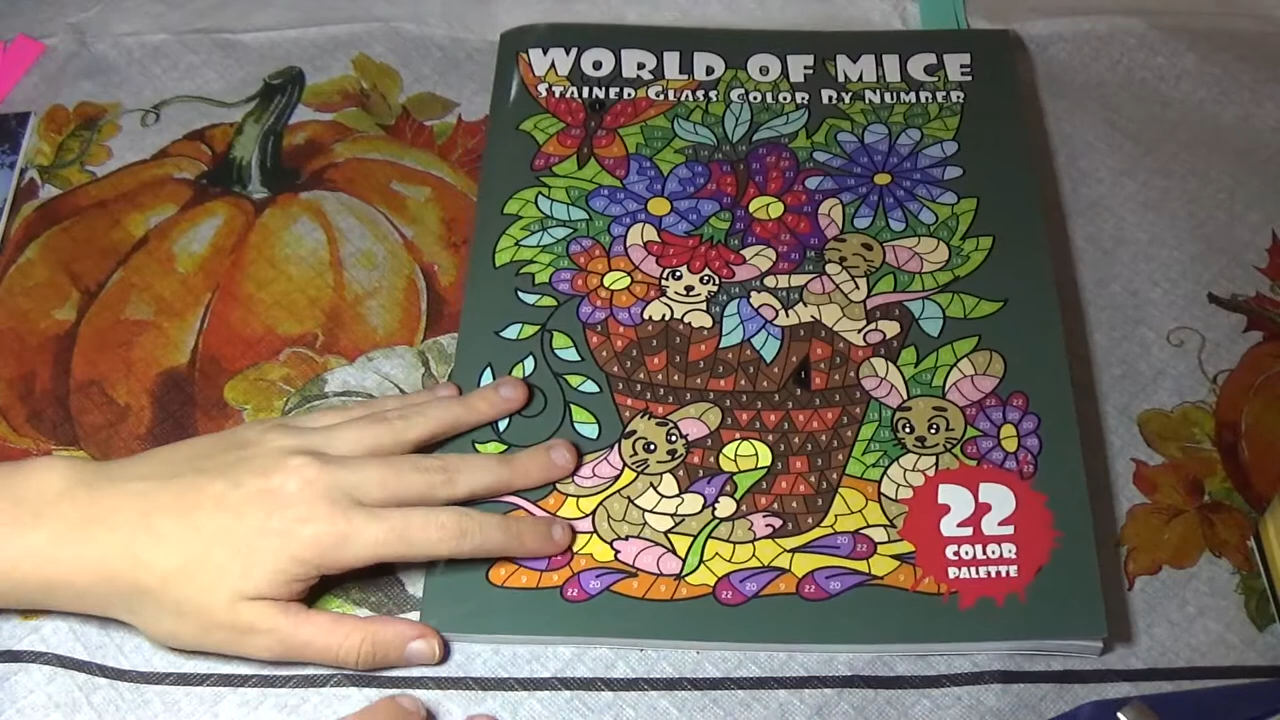 WORLD OF MICE
STAINED GLASS COLOR BY NUMBER
22
COLOR
PALETTE